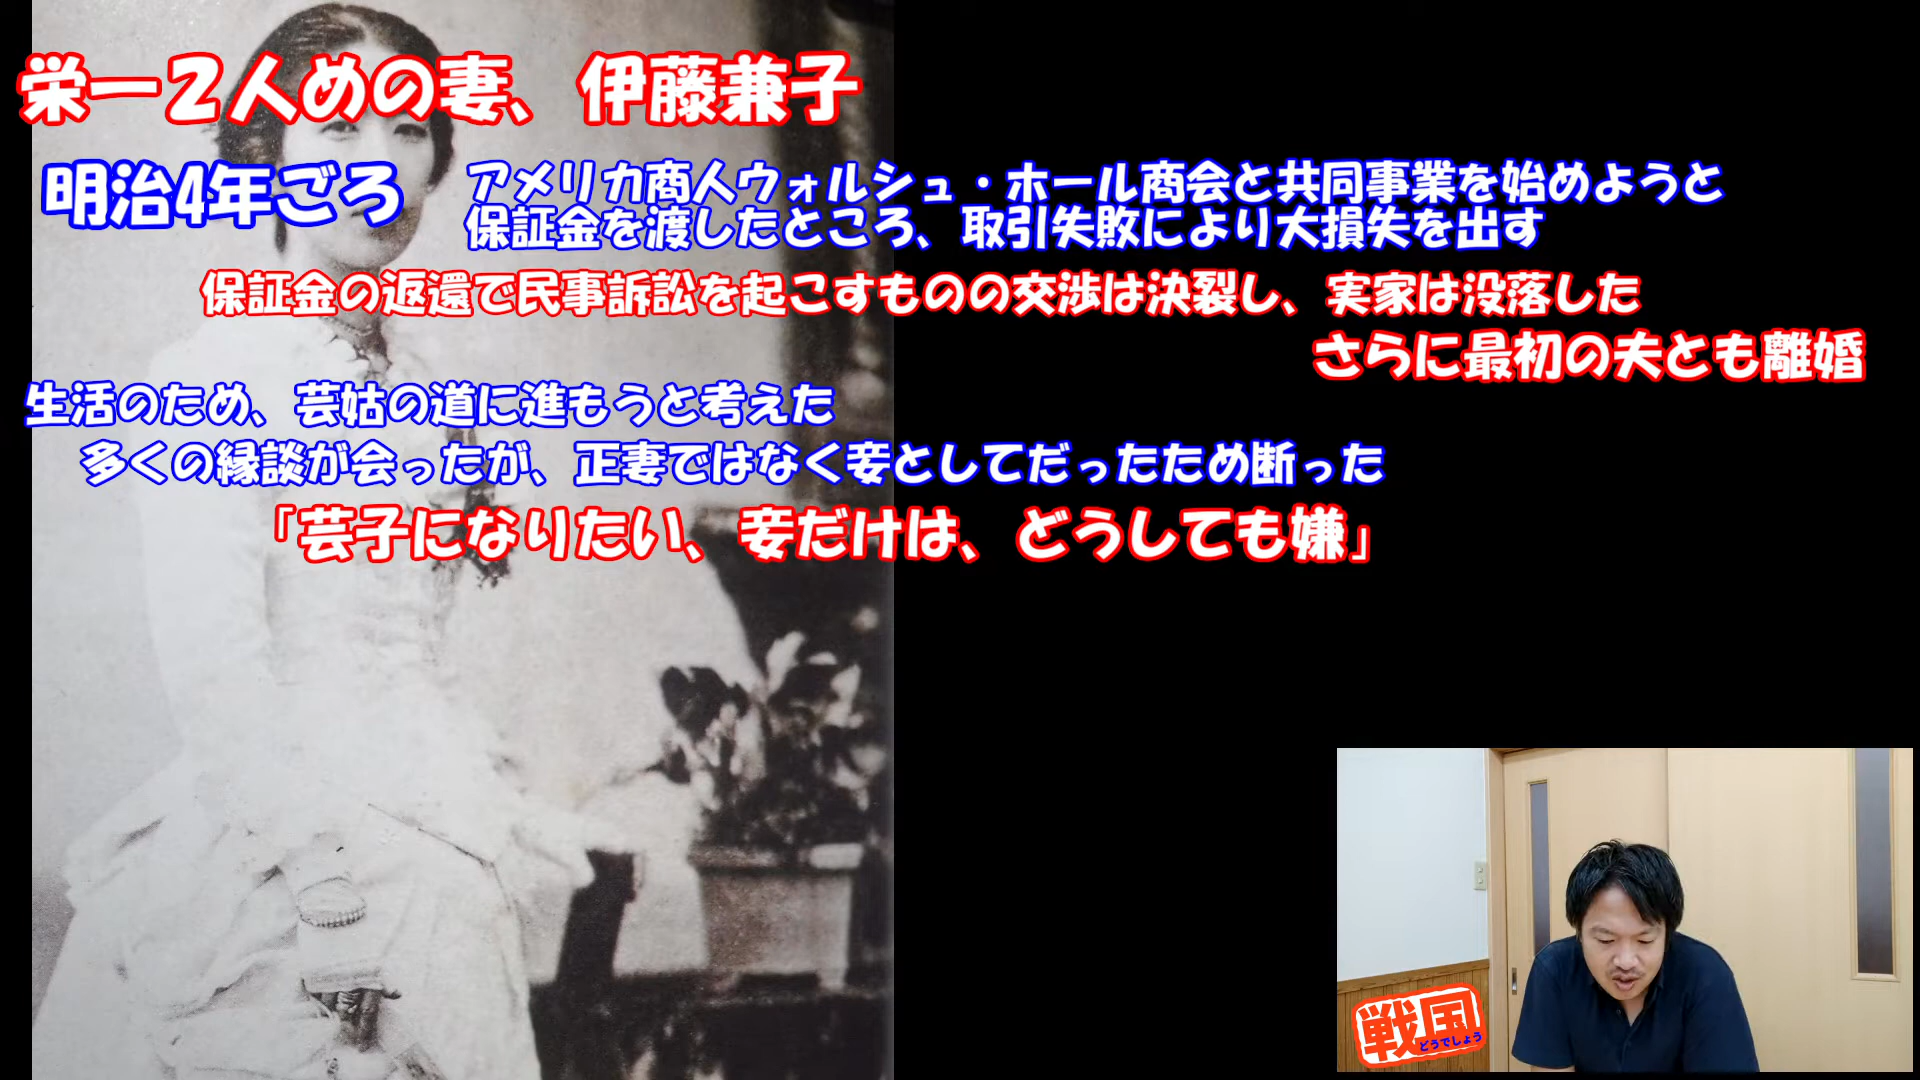 栄一２人めの妻、伊藤兼子
明治4年ごろ
アメリカ商人ウォルシュ・ホール商会と共同事業を始めようと
保証金を渡したところ、取引失敗により大損失を出す
保証金の返還で民事訴訟を起こすものの交渉は決裂し、実家は没落した
さらに最初の夫とも離婚
生活のため、芸姑の道に進もうと考えた
多くの縁談が会ったが、正妻ではなく妾としてだったため断った
「芸子になりたい、妾だけは、どうしても嫌」
戦国
どうでしょう